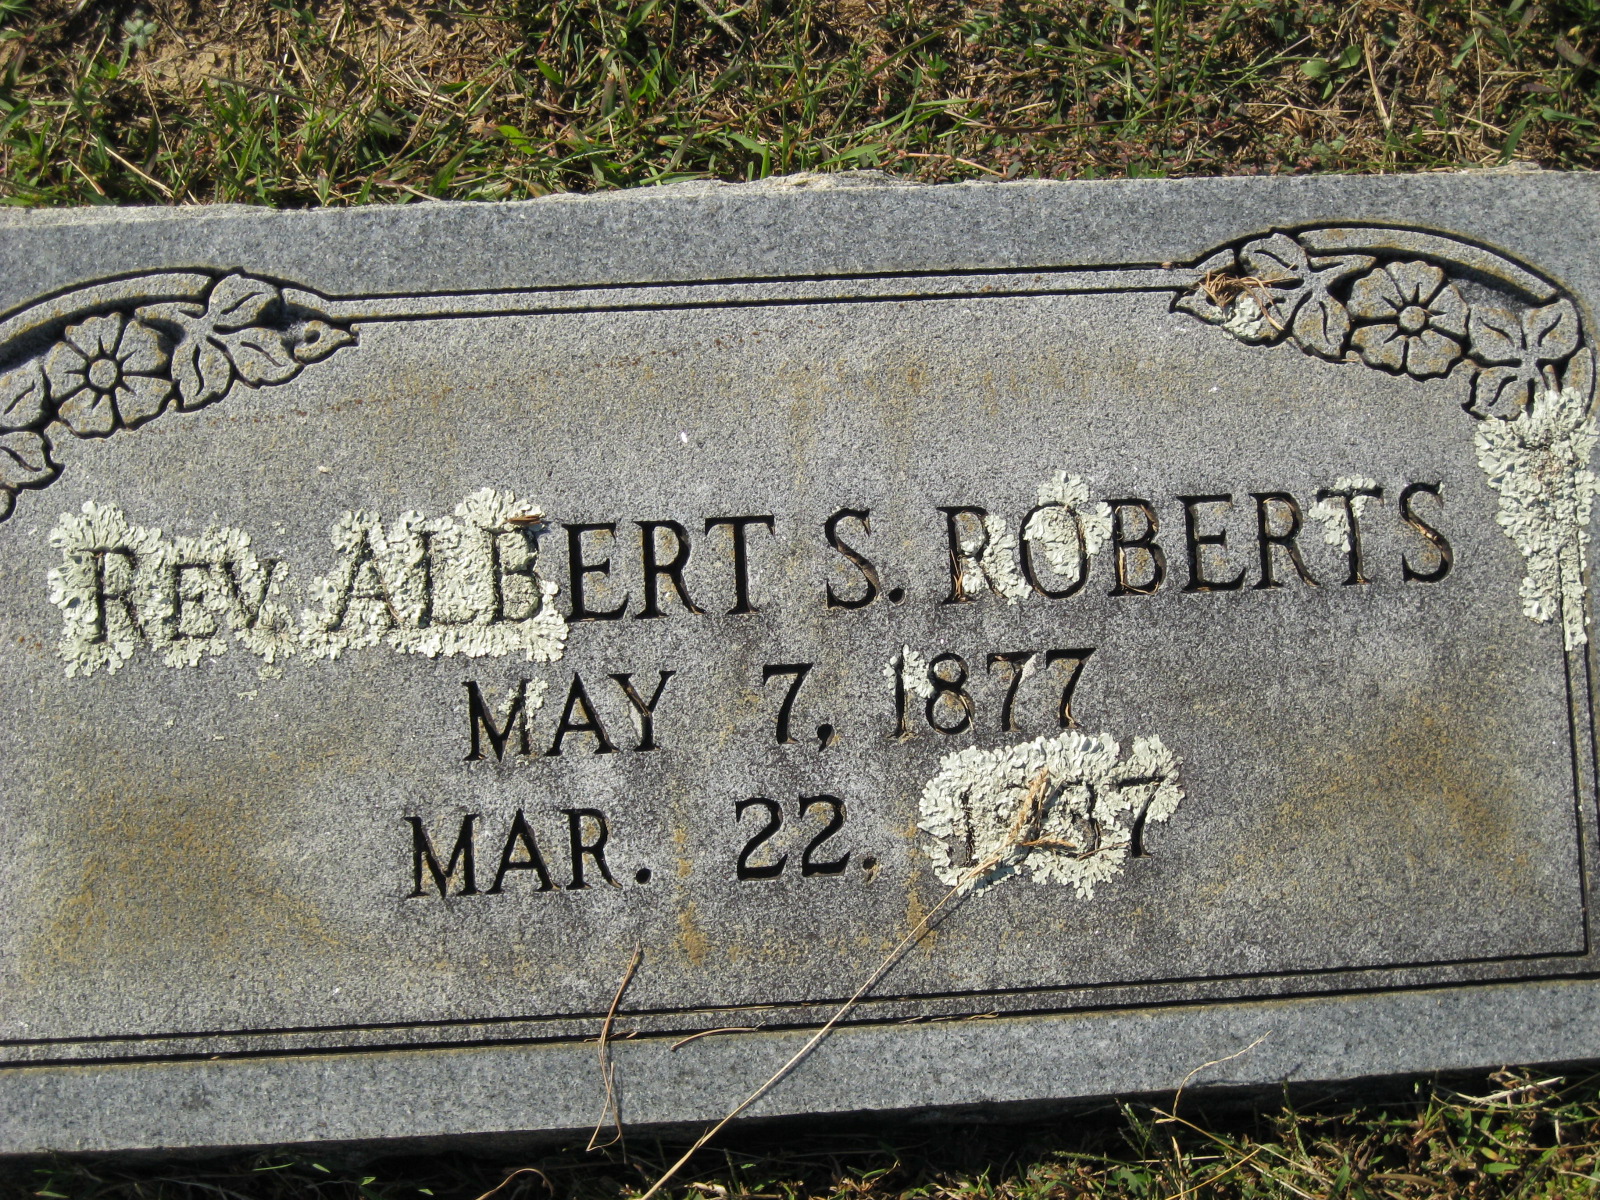 REV. ALBERT S. ROBERTS
MAY 7, 1877
MAR. 22,